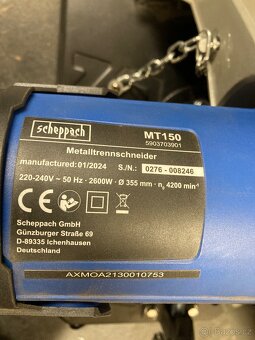 scheppach
MT150
5903703901
Metalltrennschneider
manufactured:01/2024 S./N.: 0276 - 008246
220-240V ~ 50 Hz · 2600W · Ø 355 mm · n₀ 4200 min⁻¹
CE
Scheppach GmbH
Günzburger Straße 69
D-89335 Ichenhausen
Deutschland
AXMOA2130010753